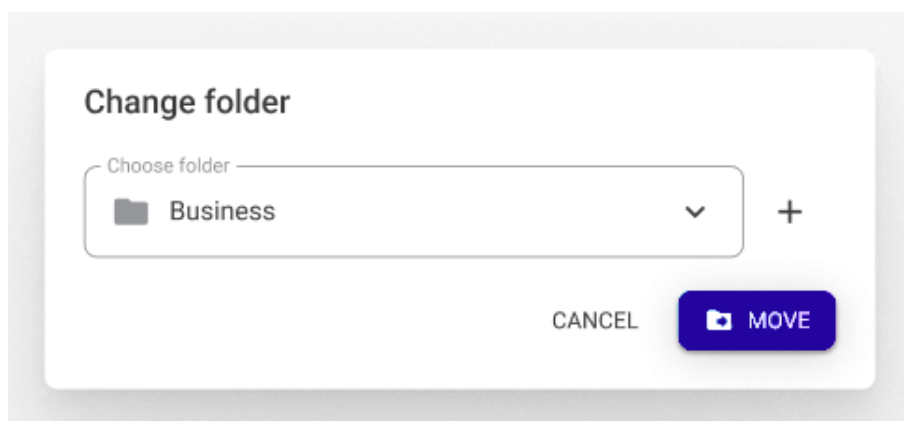 Change folder
Choose folder
Business
CANCEL
MOVE